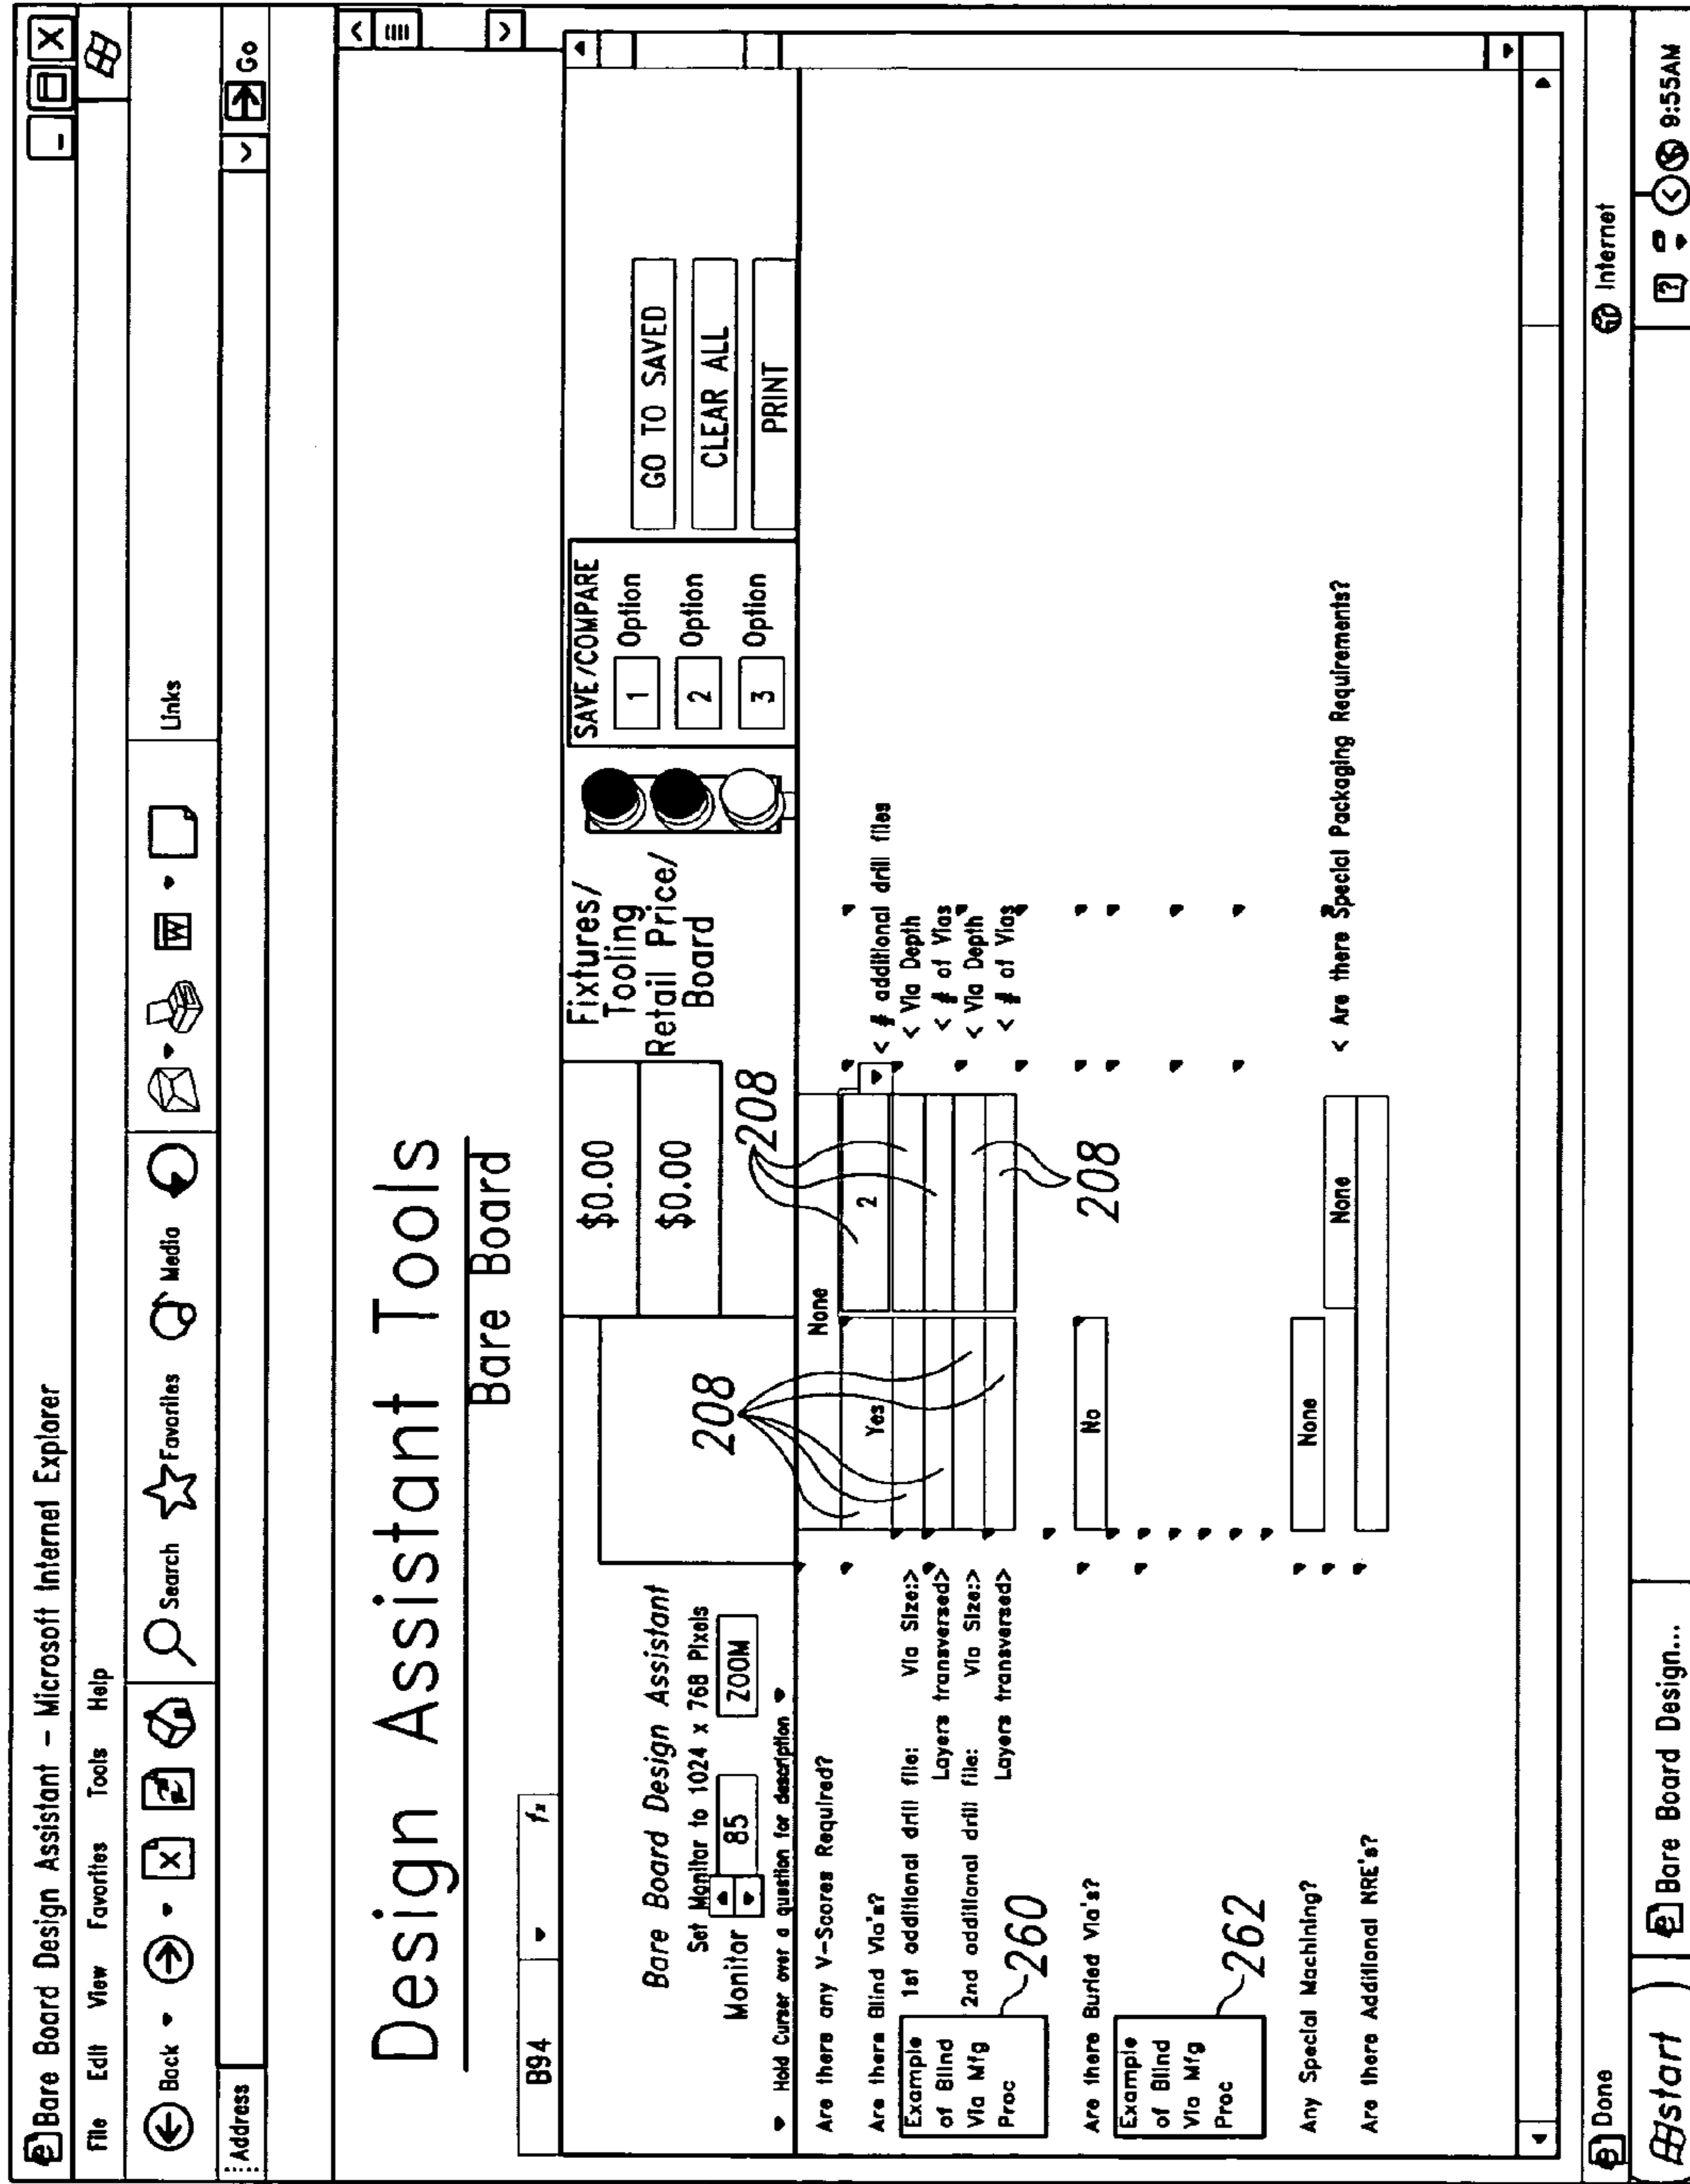 Bare Board Design Assistant - Microsoft Internet Explorer
File Edit View Favorites Tools Help
Back Search Favorites Media Links
Address Go
Design Assistant Tools
Bare Board
B94 fx
Bare Board Design Assistant
Set Monitor to 1024 x 768 Pixels
Monitor 85 ZOOM
Hold Curser over a question for description
$0.00 Fixtures/
Tooling
$0.00 Retail Price/
Board
SAVE/COMPARE
1 Option
2 Option
3 Option
GO TO SAVED
CLEAR ALL
PRINT
208 208
Are there any V-Scores Required? None
Are there Blind Via's? Yes 2 < # additional drill files
1st additional drill file: Via Size:> < Via Depth
Layers transversed> < # of Vias
2nd additional drill file: Via Size:> < Via Depth
Layers transversed> < # of Vias
Example
of Blind
Via Mfg
Proc
260
208
Are there Buried Via's? No
Example
of Blind
Via Mfg
Proc
262
Any Special Machining? None
None < Are there Special Packaging Requirements?
Are there Additional NRE's?
Done Internet
start Bare Board Design... 9:55AM